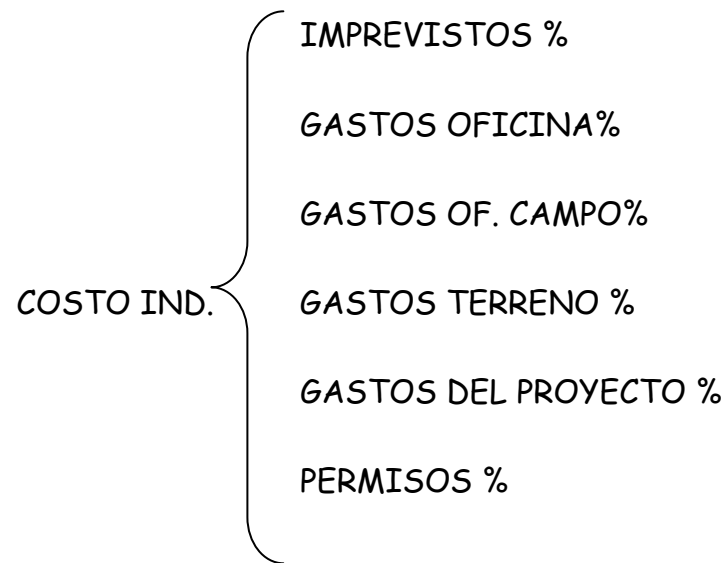 IMPREVISTOS %
GASTOS OFICINA%
GASTOS OF. CAMPO%
COSTO IND.
GASTOS TERRENO %
GASTOS DEL PROYECTO %
PERMISOS %